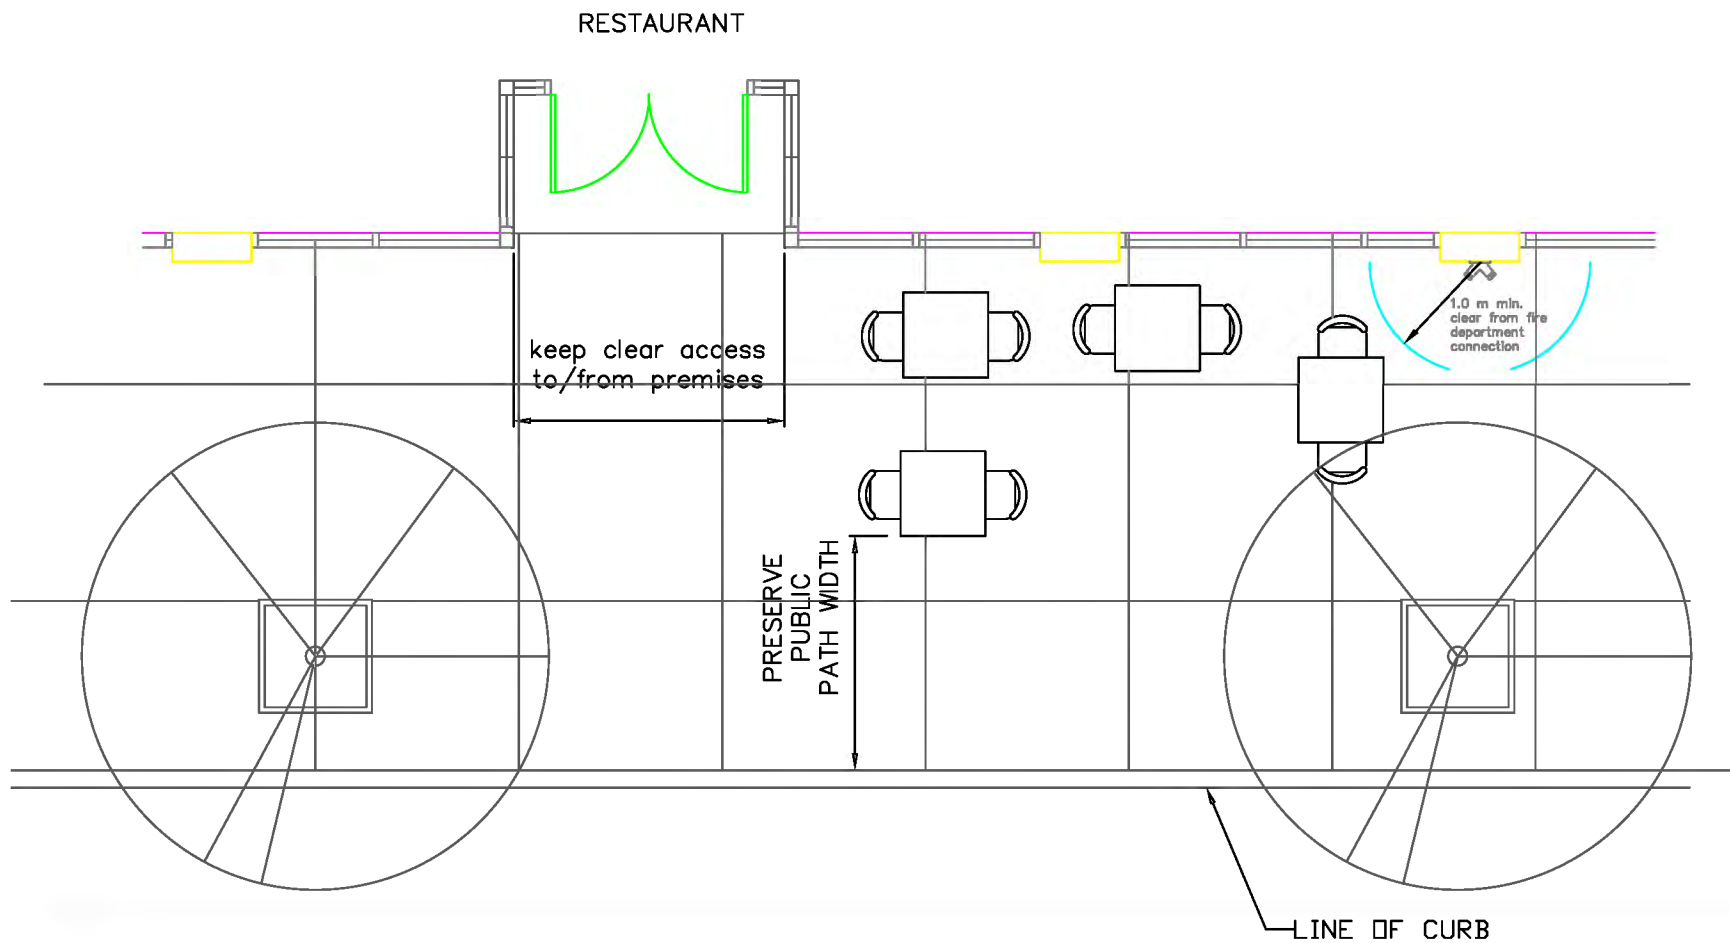 RESTAURANT
keep clear access
to/from premises
1.0 m min.
clear from fire
department
connection
PRESERVE
PUBLIC
PATH WIDTH
LINE OF CURB